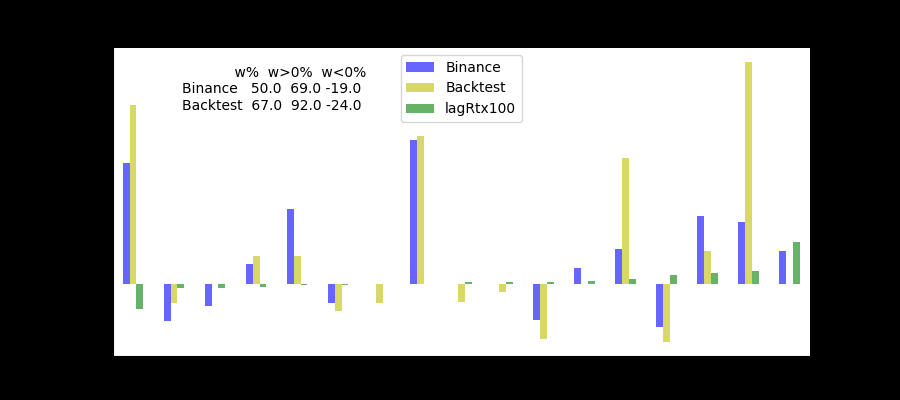 w% w>0% w<0%
Binance 50.0 69.0 -19.0
Backtest 67.0 92.0 -24.0
Binance
Backtest
lagRtx100